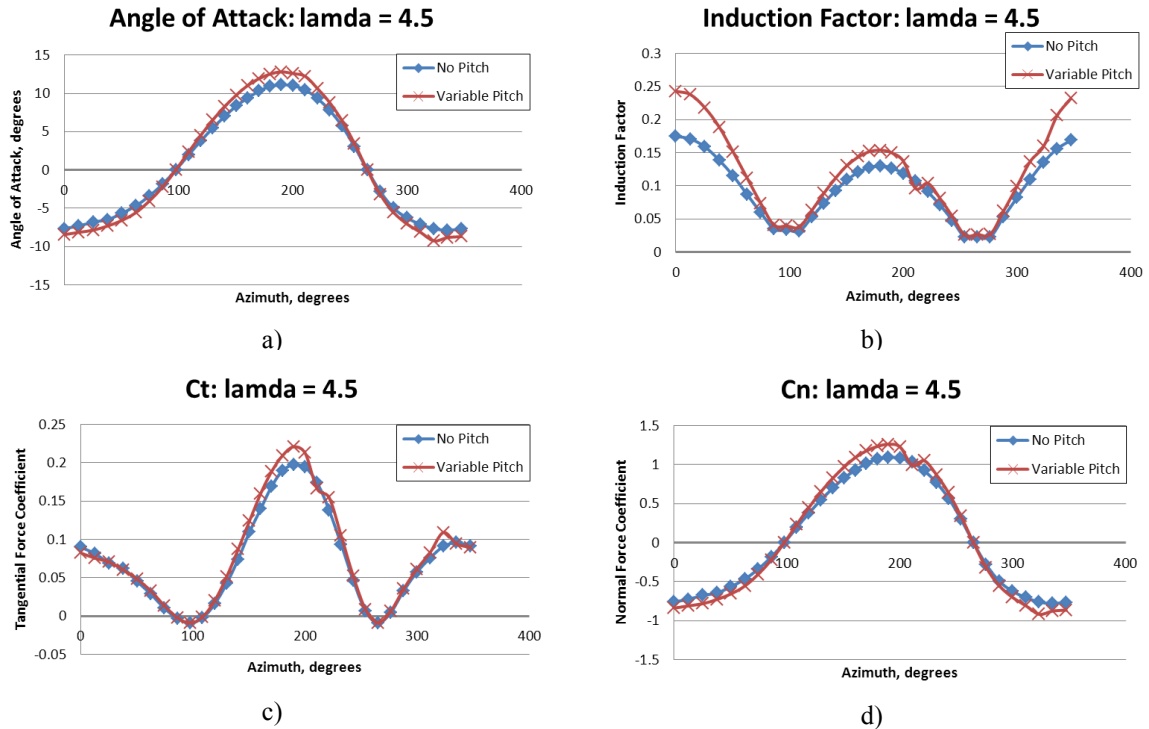 Angle of Attack: lamda = 4.5
15
10
5
0
-5
-10
-15
0
100
200
300
400
Angle of Attack, degrees
Azimuth, degrees
No Pitch
Variable Pitch
a)
Induction Factor: lamda = 4.5
0.3
0.25
0.2
0.15
0.1
0.05
0
0
100
200
300
400
Induction Factor
Azimuth, degrees
No Pitch
Variable Pitch
b)
Ct: lamda = 4.5
0.25
0.2
0.15
0.1
0.05
0
-0.05
0
100
200
300
400
Tangential Force Coefficient
Azimuth, degrees
No Pitch
Variable Pitch
c)
Cn: lamda = 4.5
1.5
1
0.5
0
-0.5
-1
-1.5
0
100
200
300
400
Normal Force Coefficient
Azimuth, degrees
No Pitch
Variable Pitch
d)